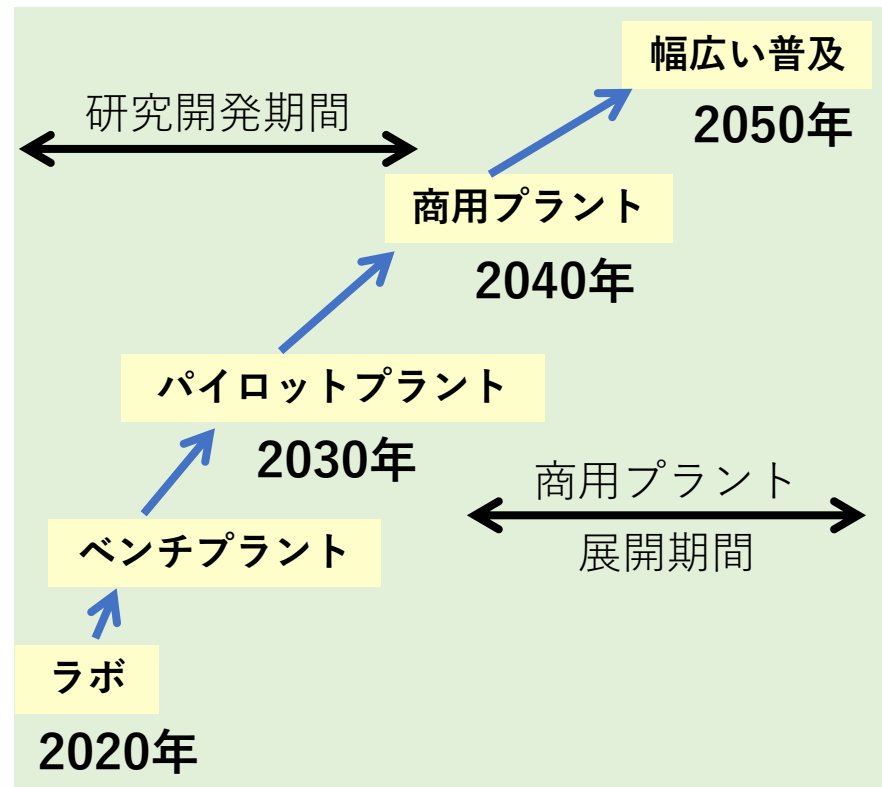 幅広い普及
2050年
研究開発期間
商用プラント
2040年
パイロットプラント
2030年
商用プラント
展開期間
ベンチプラント
ラボ
2020年